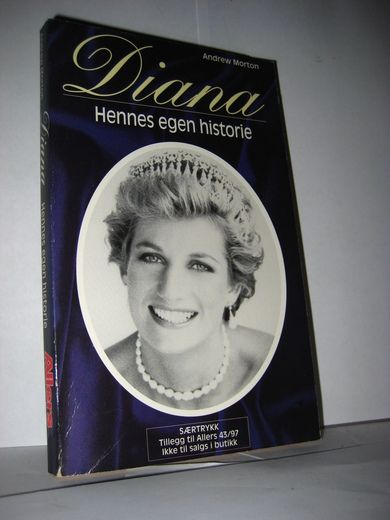 Andrew Morton
Diana
Hennes egen historie
SÆRTRYKK
Tillegg til Allers 43/97
Ikke til salgs i butikk
Diana Hennes egen historie
Allers